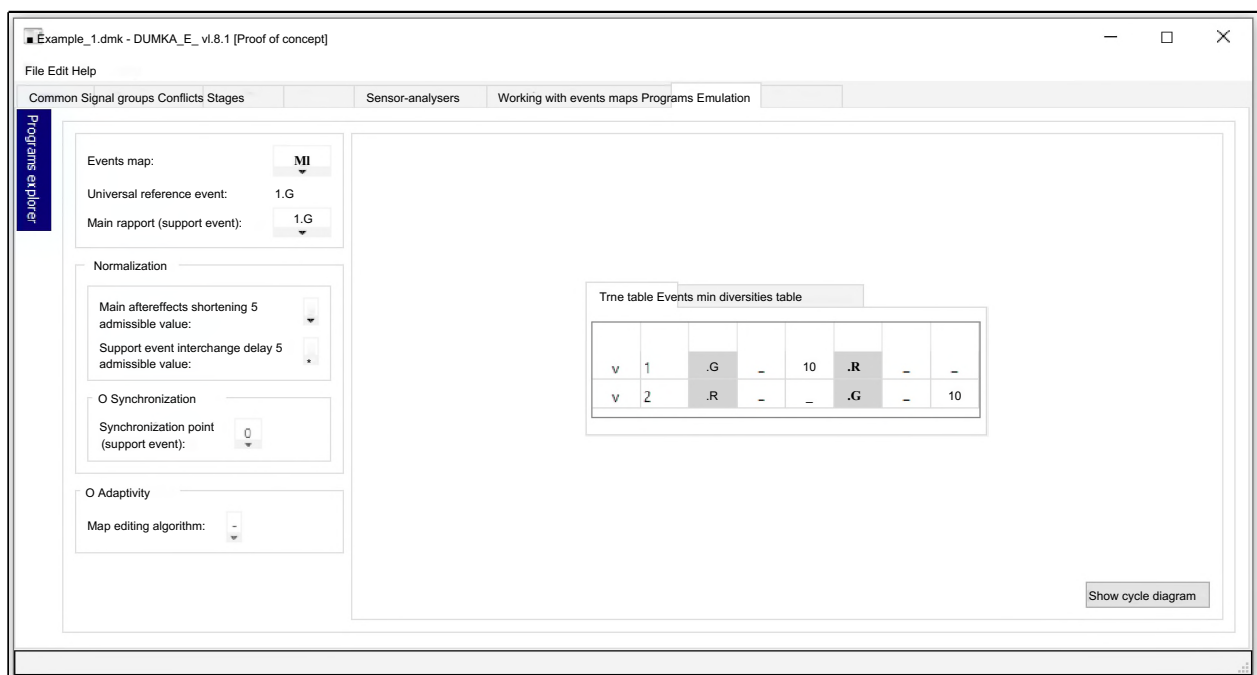 Example_1.dmk - DUMKA_E_ vl.8.1 [Proof of concept]
File Edit Help
Common Signal groups Conflicts Stages Sensor-analysers Working with events maps Programs Emulation
Programs explorer
Events map: Ml
Universal reference event: 1.G
Main rapport (support event): 1.G
Normalization
Main aftereffects shortening 5
admissible value:
Support event interchange delay 5
admissible value: *
O Synchronization
Synchronization point
(support event): 0
O Adaptivity
Map editing algorithm: -
Trne table Events min diversities table
v 1 .G _ 10 .R _ _
v 2 .R _ _ .G _ 10
Show cycle diagram